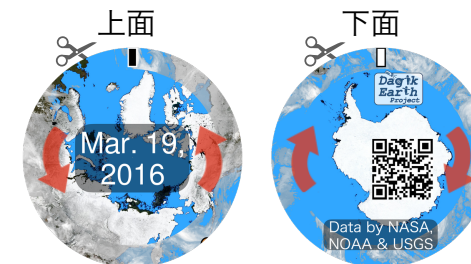 上面
下面
Mar. 19,
2016
Dagik
Earth
Project
Data by NASA,
NOAA & USGS